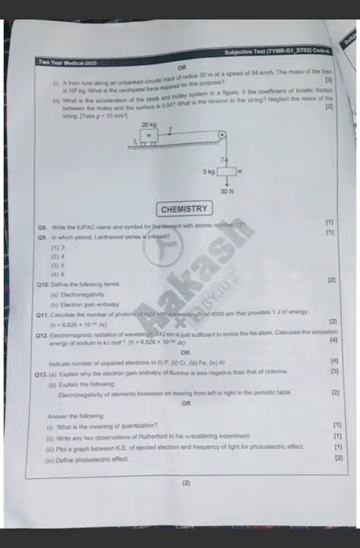 Subjective Test (TYMR-G1_ST02) Code-A
Two Year Medical-2025
OR
(i) A train runs along an unbanked circular track of radius 30 m at a speed of 54 km/h. The mass of the train
is 10⁶ kg. What is the centripetal force required for this purpose? [3]
(ii) What is the acceleration of the block and trolley system in a figure, if the coefficient of kinetic friction
between the trolley and the surface is 0.04? What is the tension in the string? Neglect the mass of the
string. [Take g = 10 m/s²] [2]
20 kg
T
T
3 kg
30 N
CHEMISTRY
Q8. Write the IUPAC name and symbol for the element with atomic number [1]
Q9. In which period, Lanthanoid series is present? [1]
(1) 3
(2) 4
(3) 5
(4) 6
Q10. Define the following terms: [2]
(a) Electronegativity
(b) Electron gain enthalpy
Q11. Calculate the number of photons of light with a wavelength of 4000 pm that provides 1 J of energy.
(h = 6.626 × 10⁻³⁴ Js) [2]
Q12. Electromagnetic radiation of wavelength 242 nm is just sufficient to ionize the Na atom. Calculate the ionisation
energy of sodium in kJ mol⁻¹. (h = 6.626 × 10⁻³⁴ Js) [4]
OR
Indicate number of unpaired electrons in (i) P, (ii) Cr, (iii) Fe, (iv) Kr. [4]
Q13. (a) Explain why the electron gain enthalpy of fluorine is less negative than that of chlorine. [3]
(b) Explain the following:
Electronegativity of elements increases on moving from left to right in the periodic table. [2]
OR
Answer the following:
(i) What is the meaning of quantization? [1]
(ii) Write any two observations of Rutherford in his α-scattering experiment. [1]
(iii) Plot a graph between K.E. of ejected electron and frequency of light for photoelectric effect. [1]
(iv) Define photoelectric effect. [2]
(2)
Aakash
BYJU'S